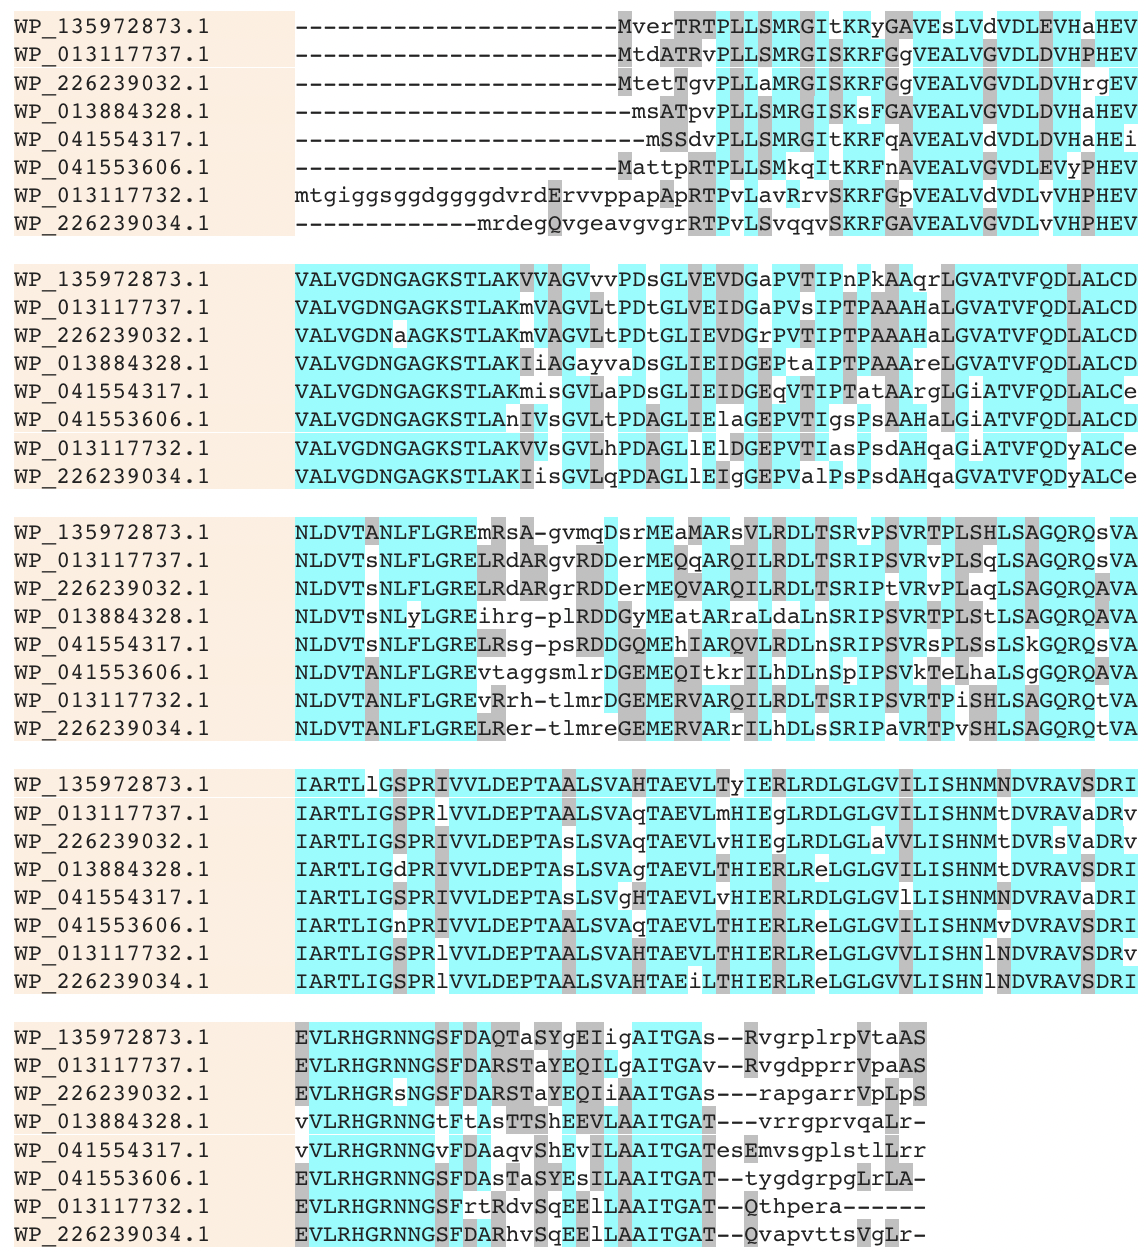 WP_135972873.1 -----------------------MverTRTPLLSMRGItKRyGAVEsLVdVDLEVHaHEV
WP_013117737.1 -----------------------MtdATRvPLLSMRGISKRFGgVEALVGVDLDVHPHEV
WP_226239032.1 -----------------------MtetTgvPLLaMRGISKRFGgVEALVGVDLDVHrgEV
WP_013884328.1 ------------------------msATpvPLLSMRGISKsFGAVEALVGVDLDVHaHEV
WP_041554317.1 -------------------------mSSdvPLLSMRGItKRFqAVEALVdVDLDVHaHEi
WP_041553606.1 -----------------------MattpRTPLLSMkqItKRFnAVEALVGVDLEVyPHEV
WP_013117732.1 mtgiggsggdggggdvrdErvvppapApRTPvLavRrvSKRFGpVEALVdVDLvVHPHEV
WP_226239034.1 -------------mrdegQvgeavgvgrRTPvLSvqqvSKRFGAVEALVGVDLvVHPHEV
WP_135972873.1 VALVGDNGAGKSTLAKVVAGVvvPDsGLVEVDGaPVTIPnPkAAqrLGVATVFQDLALCD
WP_013117737.1 VALVGDNGAGKSTLAKmVAGVLtPDtGLVEIDGaPVsIPTPAAAHaLGVATVFQDLALCD
WP_226239032.1 VALVGDNaAGKSTLAKmVAGVLtPDtGLIEVDGrPVTIPTPAAAHaLGVATVFQDLALCD
WP_013884328.1 VALVGDNGAGKSTLAKIiAGayvaDsGLIEIDGEPtaIPTPAAAreLGVATVFQDLALCD
WP_041554317.1 VALVGDNGAGKSTLAKmisGVLaPDsGLIEIDGEqVTIPTatAArgLGiATVFQDLALCe
WP_041553606.1 VALVGDNGAGKSTLAnIVsGVLtPDAGLIElaGEPVTIgsPsAAHaLGiATVFQDLALCD
WP_013117732.1 VALVGDNGAGKSTLAKVVsGVLhPDAGLlElDGEPVTIasPsdAHqaGiATVFQDyALCe
WP_226239034.1 VALVGDNGAGKSTLAKIisGVLqPDAGLlEIgGEPValPsPsdAHqaGVATVFQDyALCe
WP_135972873.1 NLDVTANLFLGREmRsA-gvmqDsrMEaMARsVLRDLTSRvPSVRTPLSHLSAGQRQsVA
WP_013117737.1 NLDVTsNLFLGRELRdARgvRDDerMEQqARQILRDLTSRIPSVRvPLSqLSAGQRQsVA
WP_226239032.1 NLDVTsNLFLGRELRdARgrRDDerMEQVARQILRDLTSRIPtVRvPLaqLSAGQRQAVA
WP_013884328.1 NLDVTsNLyLGREihrg-plRDDGyMEatARraLdaLnSRIPSVRTPLStLSAGQRQAVA
WP_041554317.1 NLDVTsNLFLGRELRsg-psRDDGQMEhIARQVLRDLnSRIPSVRsPLSsLSkGQRQsVA
WP_041553606.1 NLDVTANLFLGREvtaggsmlrDGEMEQItkrILhDLnSpIPSVkTeLhaLSgGQRQAVA
WP_013117732.1 NLDVTANLFLGREvRrh-tlmrDGEMERVARQILRDLTSRIPSVRTPiSHLSAGQRQtVA
WP_226239034.1 NLDVTANLFLGRELRer-tlmreGEMERVARrILhDLsSRIPaVRTPvSHLSAGQRQtVA
WP_135972873.1 IARTLlGSPRIVVLDEPTAALSVAHTAEVLTyIERLRDLGLGVILISHNMNDVRAVSDRI
WP_013117737.1 IARTLIGSPRlVVLDEPTAALSVAqTAEVLmHIEgLRDLGLGVILISHNMtDVRAVaDRv
WP_226239032.1 IARTLIGSPRIVVLDEPTAsLSVAqTAEVLvHIEgLRDLGLaVVLISHNMtDVRsVaDRv
WP_013884328.1 IARTLIGdPRIVVLDEPTAsLSVAgTAEVLTHIERLReLGLGVILISHNMtDVRAVSDRI
WP_041554317.1 IARTLIGSPRIVVLDEPTAsLSVgHTAEVLvHIERLRDLGLGVlLISHNMNDVRAVaDRI
WP_041553606.1 IARTLIGnPRIVVLDEPTAALSVAqTAEVLTHIERLReLGLGVILISHNMvDVRAVSDRI
WP_013117732.1 IARTLIGSPRlVVLDEPTAALSVAHTAEVLTHIERLReLGLGVVLISHNlNDVRAVSDRv
WP_226239034.1 IARTLIGSPRlVVLDEPTAALSVAHTAEiLTHIERLReLGLGVVLISHNlNDVRAVSDRI
WP_135972873.1 EVLRHGRNNGSFDAQTaSYgEIigAITGAs--RvgrplrpVtaAS
WP_013117737.1 EVLRHGRNNGSFDARSTaYEQILgAITGAv--RvgdpprrVpaAS
WP_226239032.1 EVLRHGRsNGSFDARSTaYEQIiAAITGAs---rapgarrVpLpS
WP_013884328.1 vVLRHGRNNGtFtAsTTShEEVLAAITGAT---vrrgprvqaLr-
WP_041554317.1 vVLRHGRNNGvFDAaqvShEvILAAITGATesEmvsgplstlLrr
WP_041553606.1 EVLRHGRNNGSFDAsTaSYEsILAAITGAT--tygdgrpgLrLA-
WP_013117732.1 EVLRHGRNNGSFrtRdvSqEElLAAITGAT--Qthpera------
WP_226239034.1 EVLRHGRNNGSFDARhvSqEElLAAITGAT--QvapvttsVgLr-